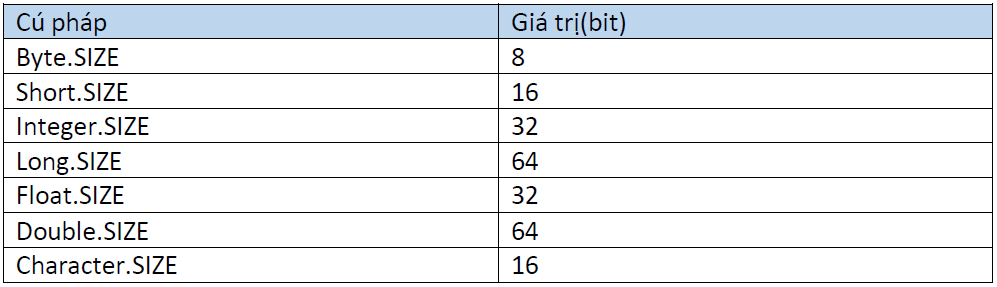 Cú pháp Giá trị(bit)
Byte.SIZE 8
Short.SIZE 16
Integer.SIZE 32
Long.SIZE 64
Float.SIZE 32
Double.SIZE 64
Character.SIZE 16